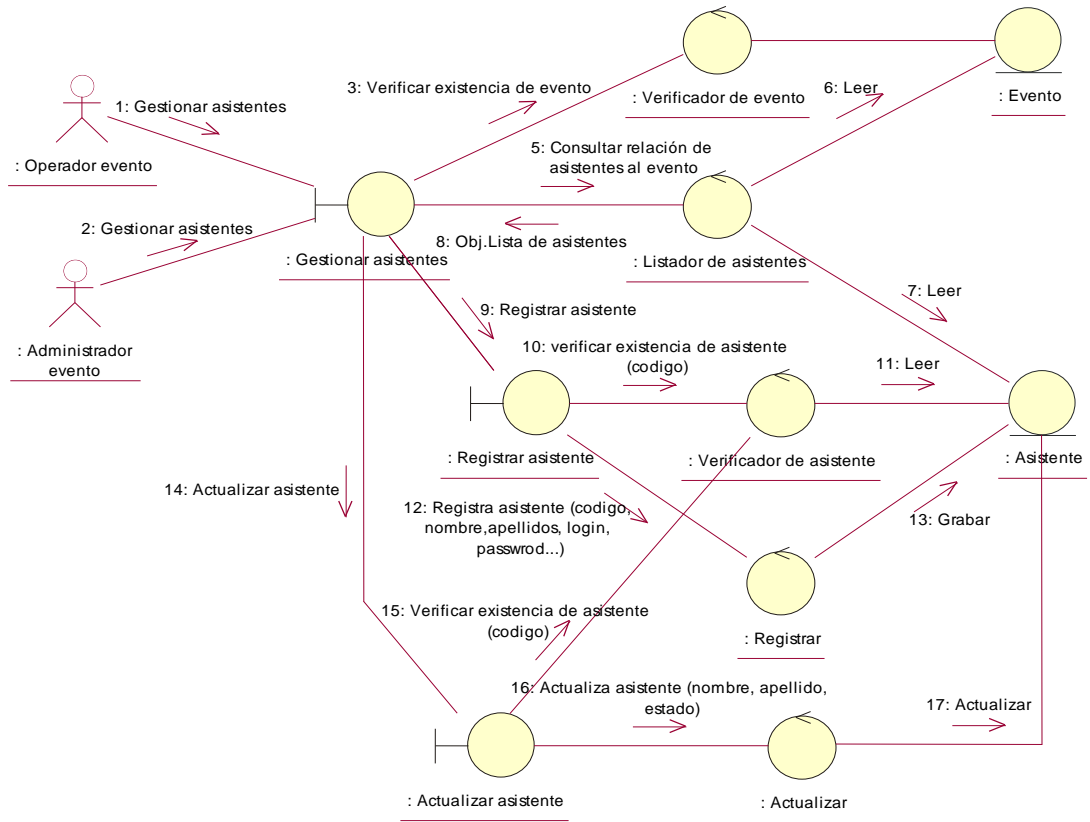 1: Gestionar asistentes
: Operador evento
2: Gestionar asistentes
: Administrador
evento
: Gestionar asistentes
3: Verificar existencia de evento
: Verificador de evento
: Evento
5: Consultar relación de
asistentes al evento
6: Leer
8: Obj.Lista de asistentes
: Listador de asistentes
7: Leer
9: Registrar asistente
10: verificar existencia de asistente
(codigo)
11: Leer
: Registrar asistente
: Verificador de asistente
: Asistente
14: Actualizar asistente
12: Registra asistente (codigo,
nombre,apellidos, login,
passwrod...)
13: Grabar
: Registrar
15: Verificar existencia de asistente
(codigo)
16: Actualiza asistente (nombre, apellido,
estado)
17: Actualizar
: Actualizar asistente
: Actualizar